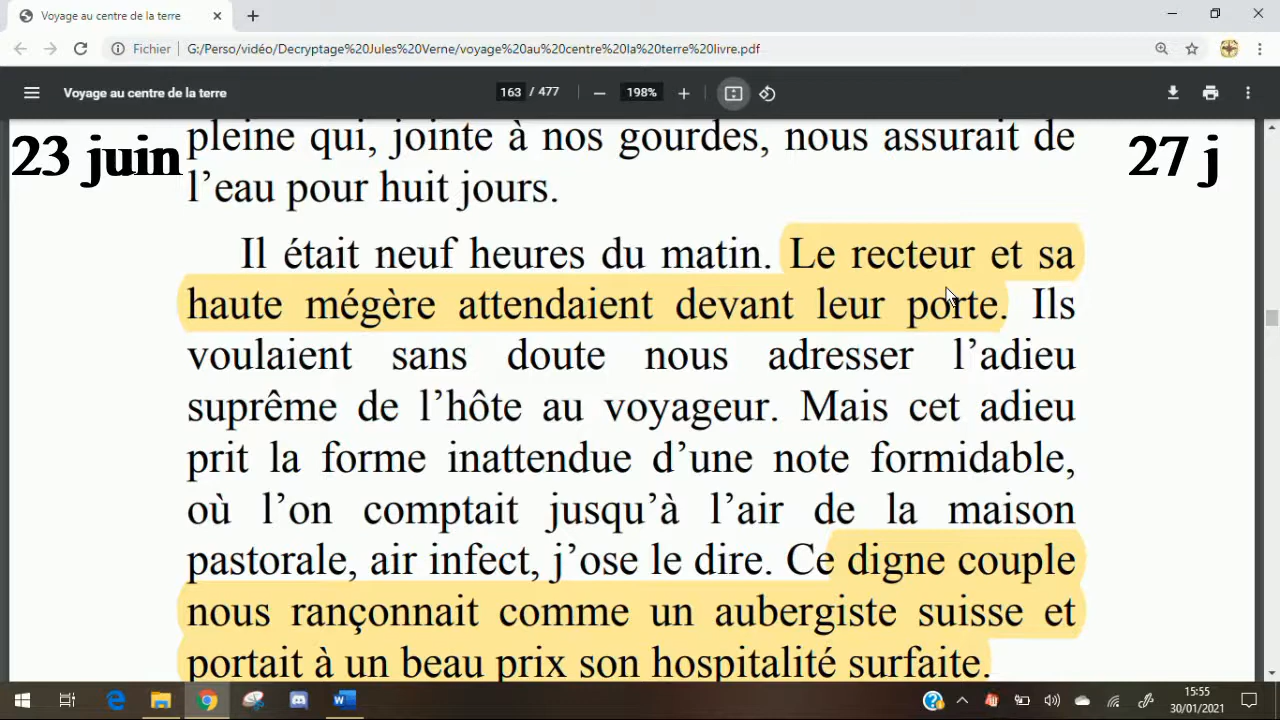 Voyage au centre de la terre
Fichier G:/Perso/vidéo/Decryptage%20Jules%20Verne/voyage%20au%20centre%20la%20terre%20livre.pdf
Voyage au centre de la terre 163 / 477 198%
23 juin
27 j
pleine qui, jointe à nos gourdes, nous assurait de
l’eau pour huit jours.
Il était neuf heures du matin. Le recteur et sa
haute mégère attendaient devant leur porte. Ils
voulaient sans doute nous adresser l’adieu
suprême de l’hôte au voyageur. Mais cet adieu
prit la forme inattendue d’une note formidable,
où l’on comptait jusqu’à l’air de la maison
pastorale, air infect, j’ose le dire. Ce digne couple
nous rançonnait comme un aubergiste suisse et
portait à un beau prix son hospitalité surfaite.
15:55
30/01/2021